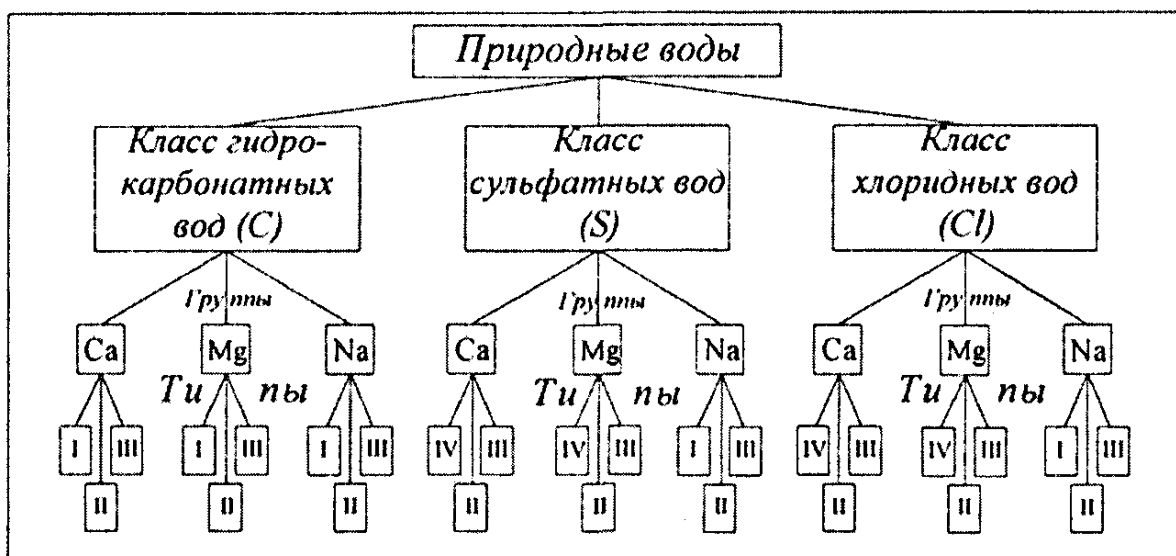 Природные воды
Класс гидро-
карбонатных
вод (C)
Класс
сульфатных вод
(S)
Класс
хлоридных вод
(Cl)
Группы
Группы
Группы
Ca
Mg
Na
Ca
Mg
Na
Ca
Mg
Na
Ти пы
Ти пы
Ти пы
I
III
I
III
I
III
IV
III
IV
III
I
III
IV
III
IV
III
I
III
II
II
II
II
II
II
II
II
II